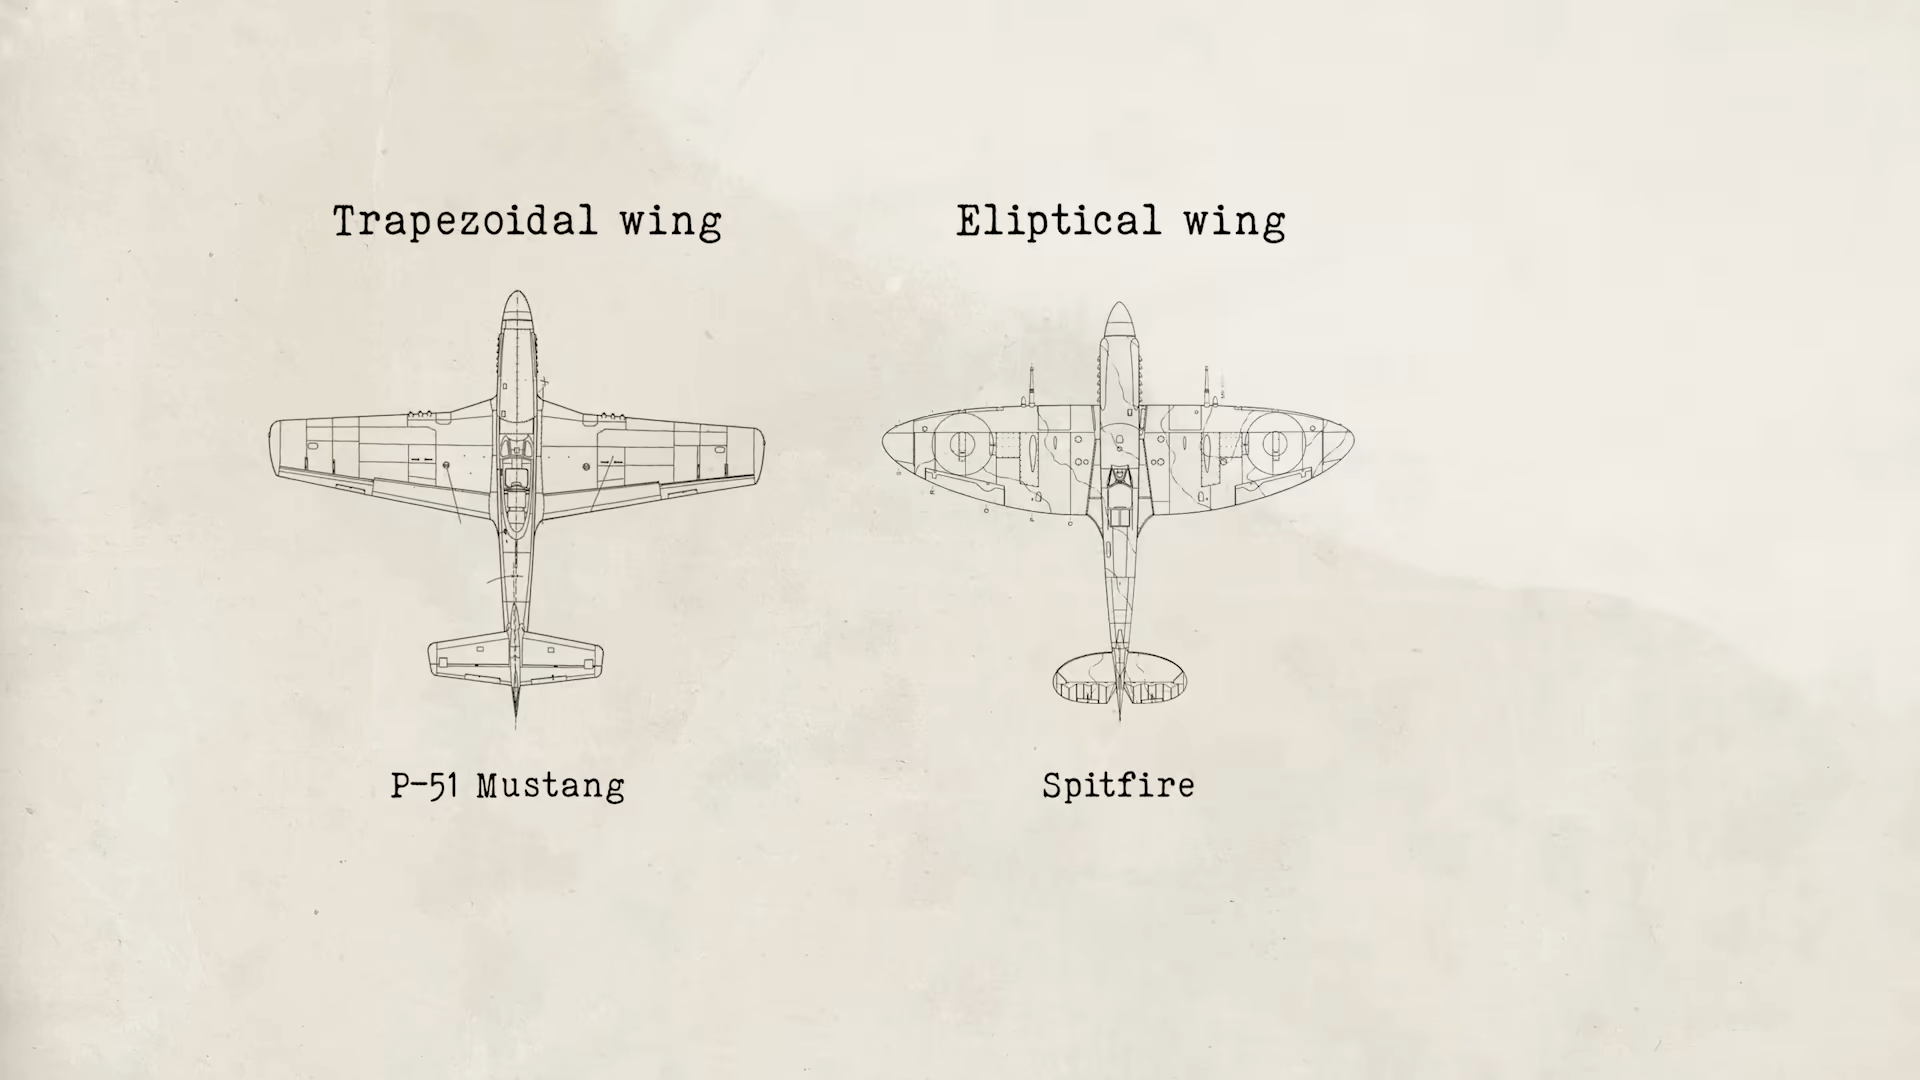 Trapezoidal wing
Eliptical wing
P-51 Mustang
Spitfire